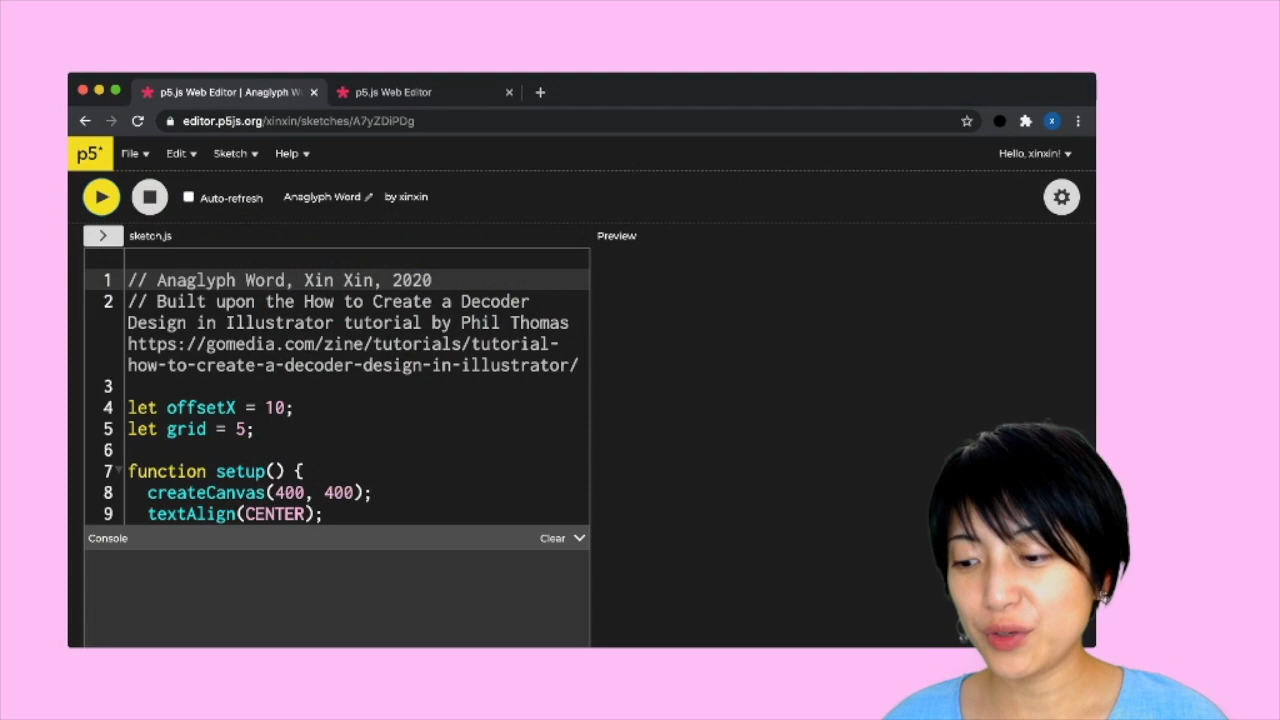 p5.js Web Editor | Anaglyph W
p5.js Web Editor
editor.p5js.org/xinxin/sketches/A7yZDiPDg
x
p5*
File
Edit
Sketch
Help
Hello, xinxin!
Auto-refresh
Anaglyph Word
by xinxin
sketch.js
Preview
1 // Anaglyph Word, Xin Xin, 2020
2 // Built upon the How to Create a Decoder
Design in Illustrator tutorial by Phil Thomas
https://gomedia.com/zine/tutorials/tutorial-
how-to-create-a-decoder-design-in-illustrator/
3
4 let offsetX = 10;
5 let grid = 5;
6
7 function setup() {
8 createCanvas(400, 400);
9 textAlign(CENTER);
Console
Clear